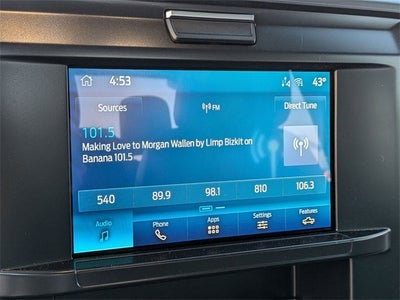 4:53
43°
Sources
FM
Direct Tune
101.5
Making Love to Morgan Wallen by Limp Bizkit on
Banana 101.5
540 89.9 98.1 810 106.3
Audio Phone Apps Settings Features